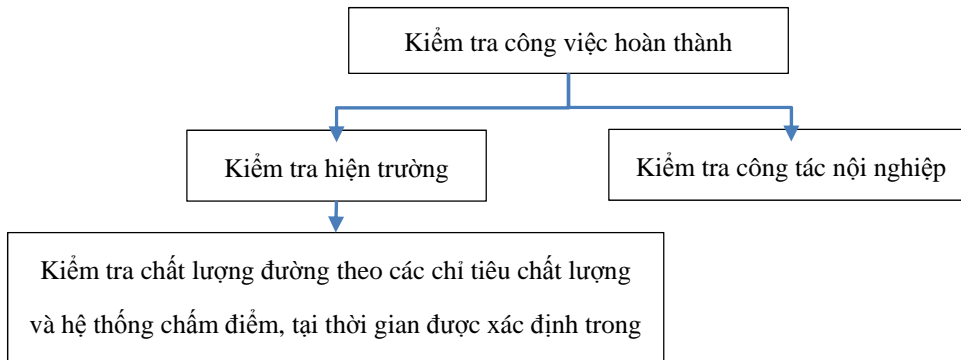 Kiểm tra công việc hoàn thành
Kiểm tra hiện trường
Kiểm tra công tác nội nghiệp
Kiểm tra chất lượng đường theo các chỉ tiêu chất lượng
và hệ thống chấm điểm, tại thời gian được xác định trong